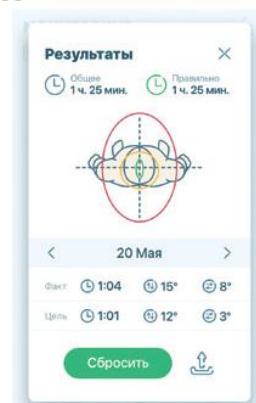 Результаты
Общее
1 ч. 25 мин.
Правильно
1 ч. 25 мин.
20 Мая
Факт 1:04 15° 8°
Цель 1:01 12° 3°
Сбросить